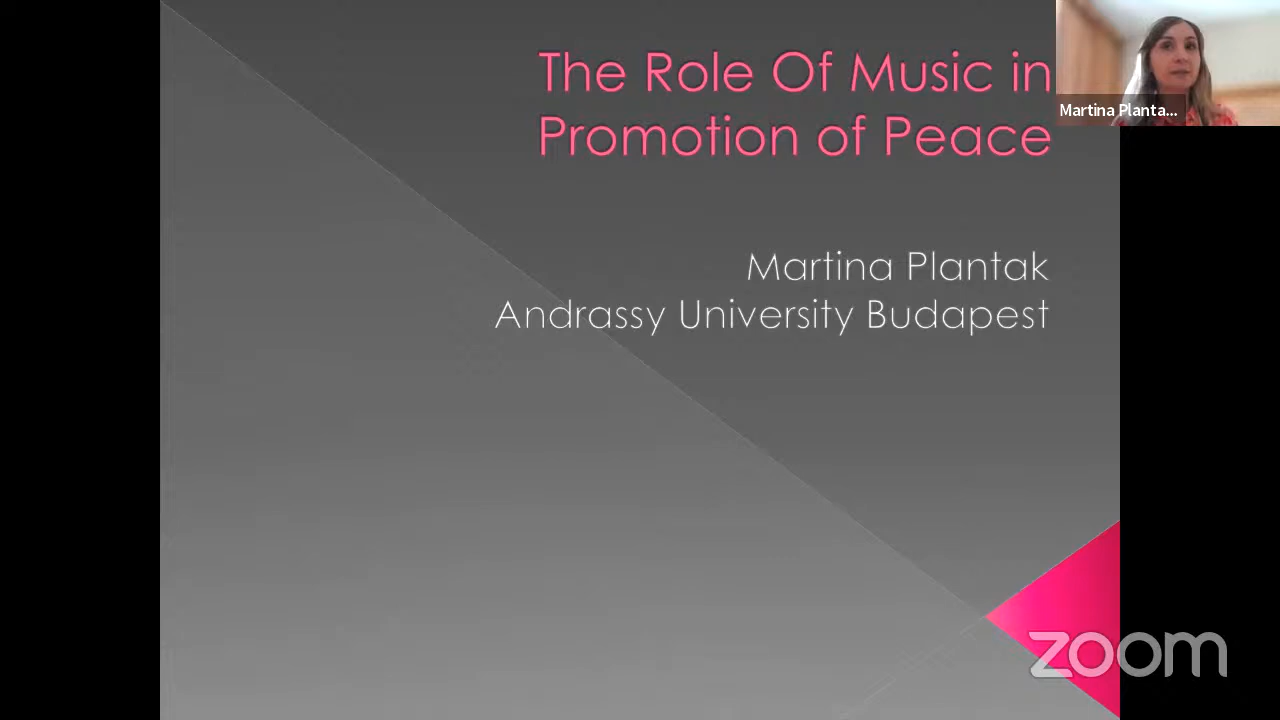 The Role Of Music in
Promotion of Peace
Martina Planta...
Martina Plantak
Andrassy University Budapest
zoom